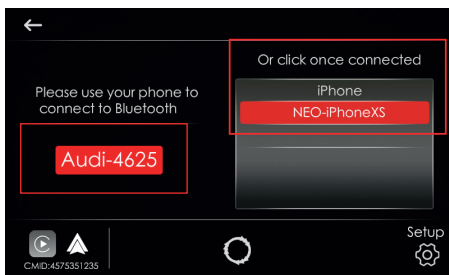 Or click once connected
Please use your phone to
connect to Bluetooth
Audi-4625
iPhone
NEO-iPhoneXS
Setup
CMID:4575351235